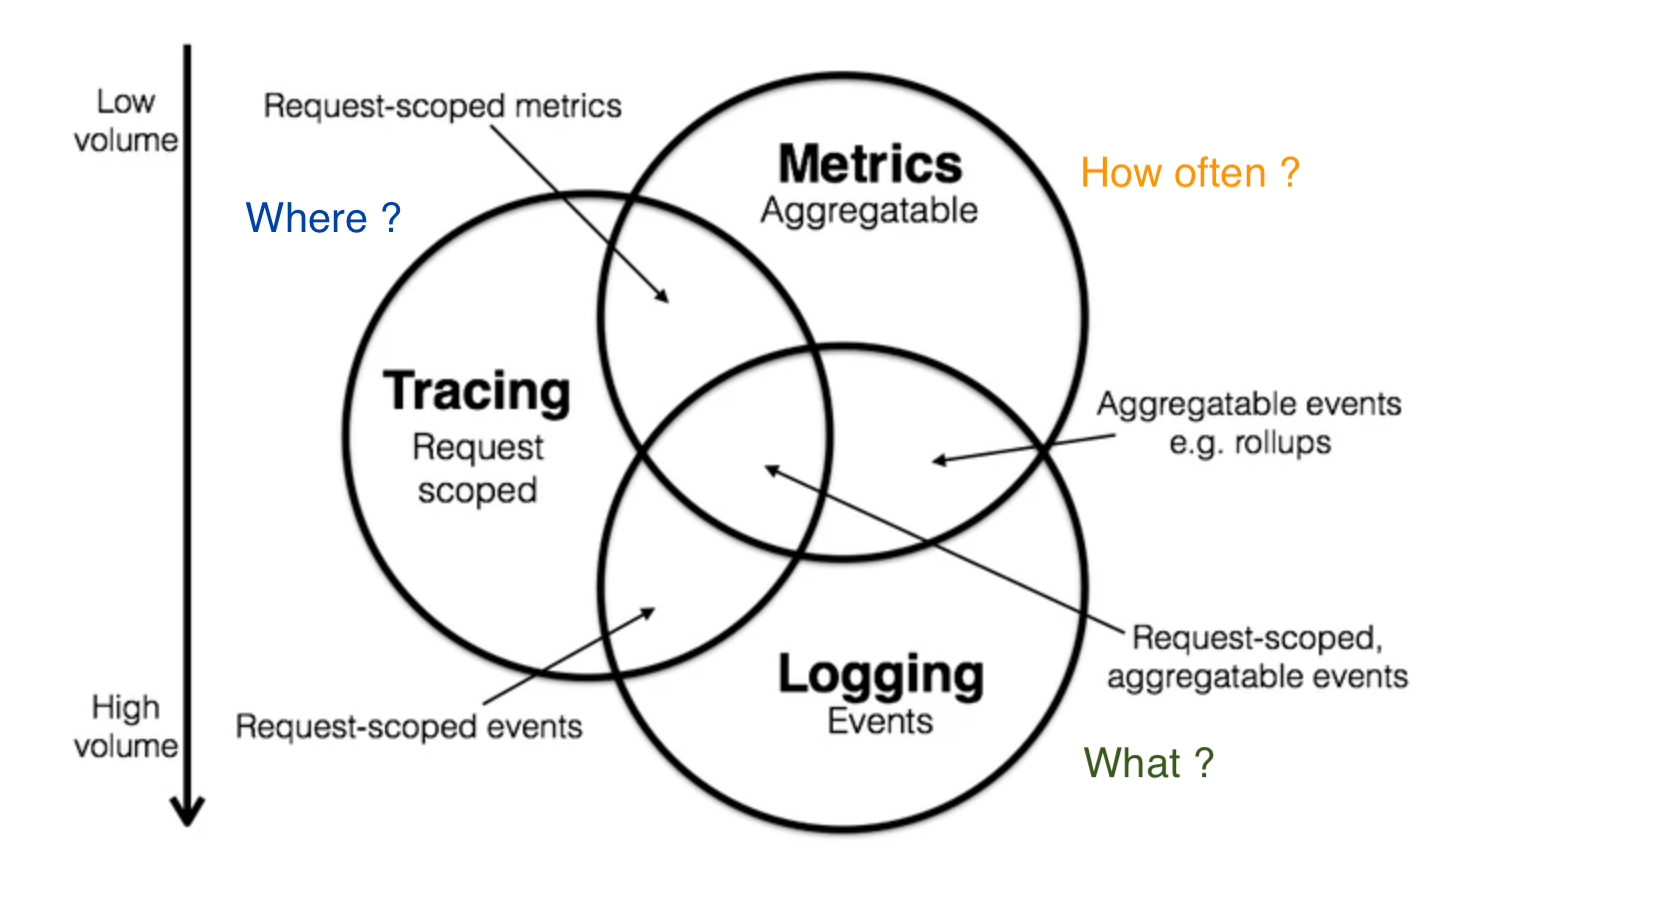 Low
volume
Request-scoped metrics
Metrics
Aggregatable
How often ?
Where ?
Tracing
Request
scoped
Aggregatable events
e.g. rollups
Request-scoped,
aggregatable events
Logging
Events
High
volume
Request-scoped events
What ?